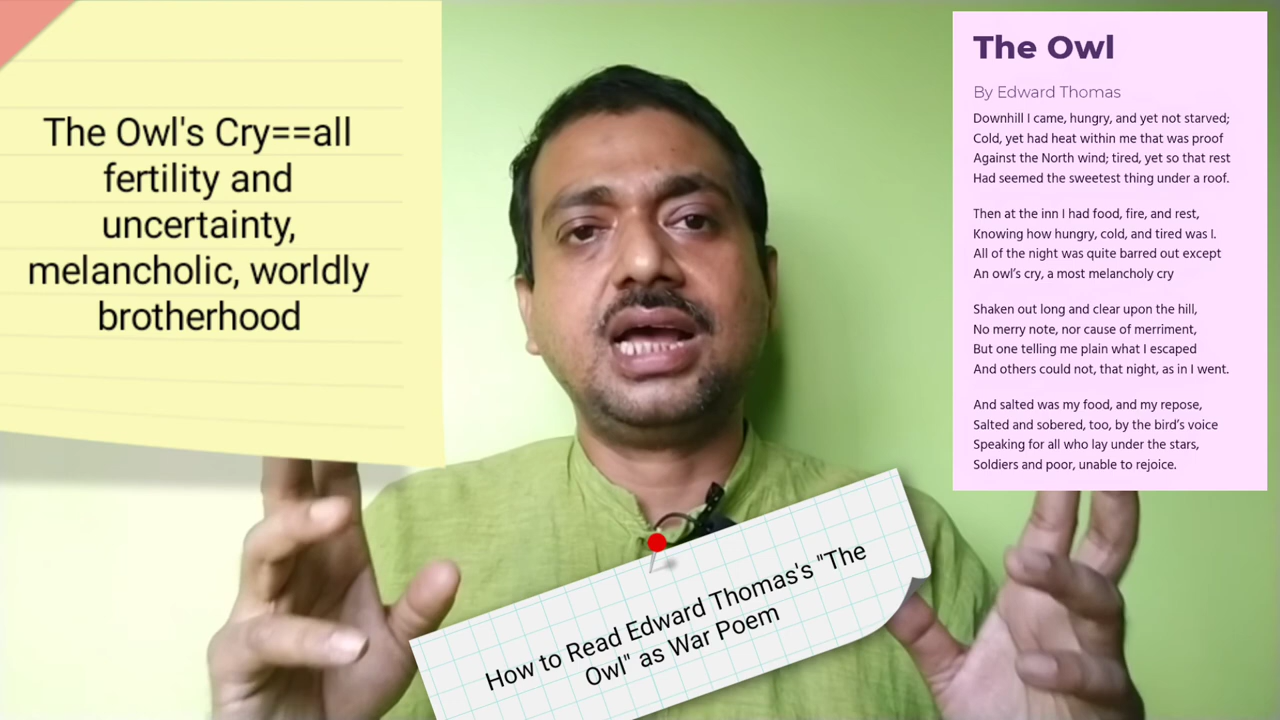 The Owl's Cry==all
fertility and
uncertainty,
melancholic, worldly
brotherhood
The Owl
By Edward Thomas
Downhill I came, hungry, and yet not starved;
Cold, yet had heat within me that was proof
Against the North wind; tired, yet so that rest
Had seemed the sweetest thing under a roof.
Then at the inn I had food, fire, and rest,
Knowing how hungry, cold, and tired was I.
All of the night was quite barred out except
An owl’s cry, a most melancholy cry
Shaken out long and clear upon the hill,
No merry note, nor cause of merriment,
But one telling me plain what I escaped
And others could not, that night, as in I went.
And salted was my food, and my repose,
Salted and sobered, too, by the bird’s voice
Speaking for all who lay under the stars,
Soldiers and poor, unable to rejoice.
How to Read Edward Thomas's "The
Owl" as War Poem